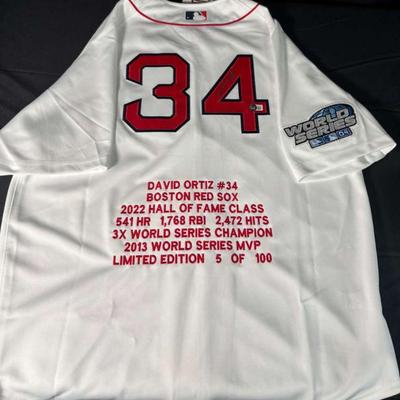 34
WORLD
SERIES
04
DAVID ORTIZ #34
BOSTON RED SOX
2022 HALL OF FAME CLASS
541 HR 1,768 RBI 2,472 HITS
3X WORLD SERIES CHAMPION
2013 WORLD SERIES MVP
LIMITED EDITION 5 OF 100